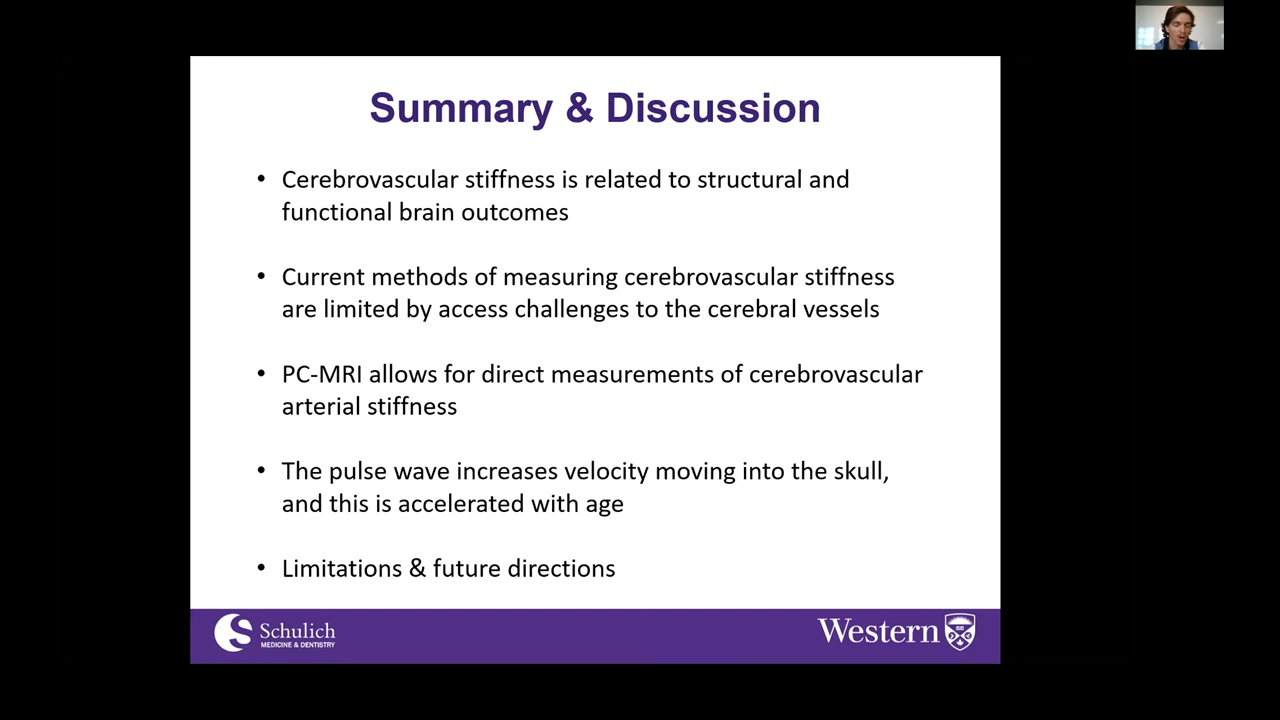 Summary & Discussion
• Cerebrovascular stiffness is related to structural and
functional brain outcomes
• Current methods of measuring cerebrovascular stiffness
are limited by access challenges to the cerebral vessels
• PC-MRI allows for direct measurements of cerebrovascular
arterial stiffness
• The pulse wave increases velocity moving into the skull,
and this is accelerated with age
• Limitations & future directions
Schulich
MEDICINE & DENTISTRY
Western